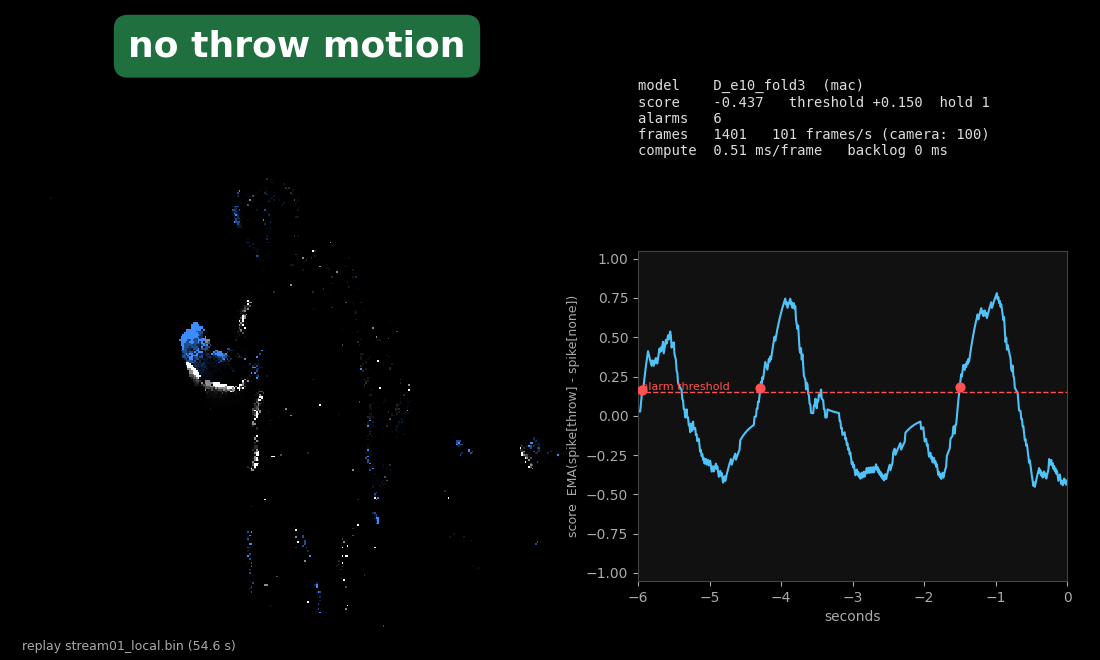 no throw motion
model D_e10_fold3 (mac)
score -0.437 threshold +0.150 hold 1
alarms 6
frames 1401 101 frames/s (camera: 100)
compute 0.51 ms/frame backlog 0 ms
score EMA(spike[throw] - spike[none])
1.00
0.75
0.50
0.25
0.00
−0.25
−0.50
−0.75
−1.00
alarm threshold
−6 −5 −4 −3 −2 −1 0
seconds
replay stream01_local.bin (54.6 s)